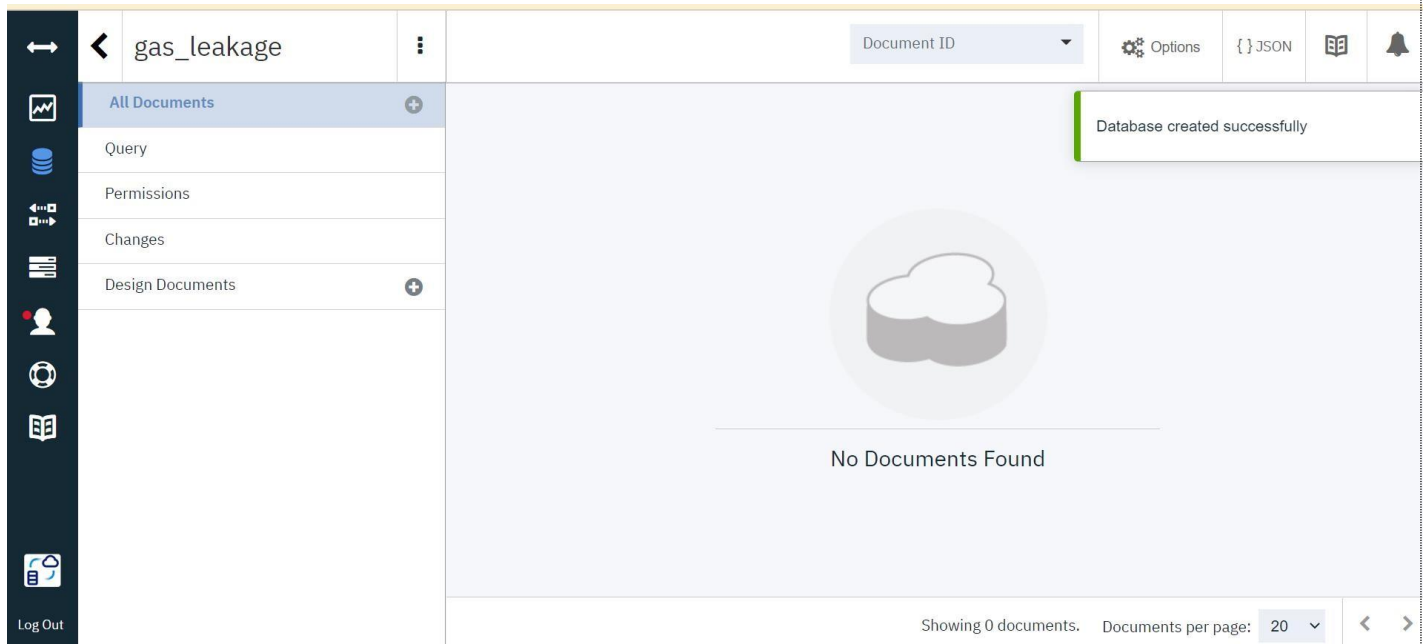 gas_leakage
Document ID
Options
{ } JSON
All Documents
Query
Permissions
Changes
Design Documents
Database created successfully
No Documents Found
Log Out
Showing 0 documents.
Documents per page: 20